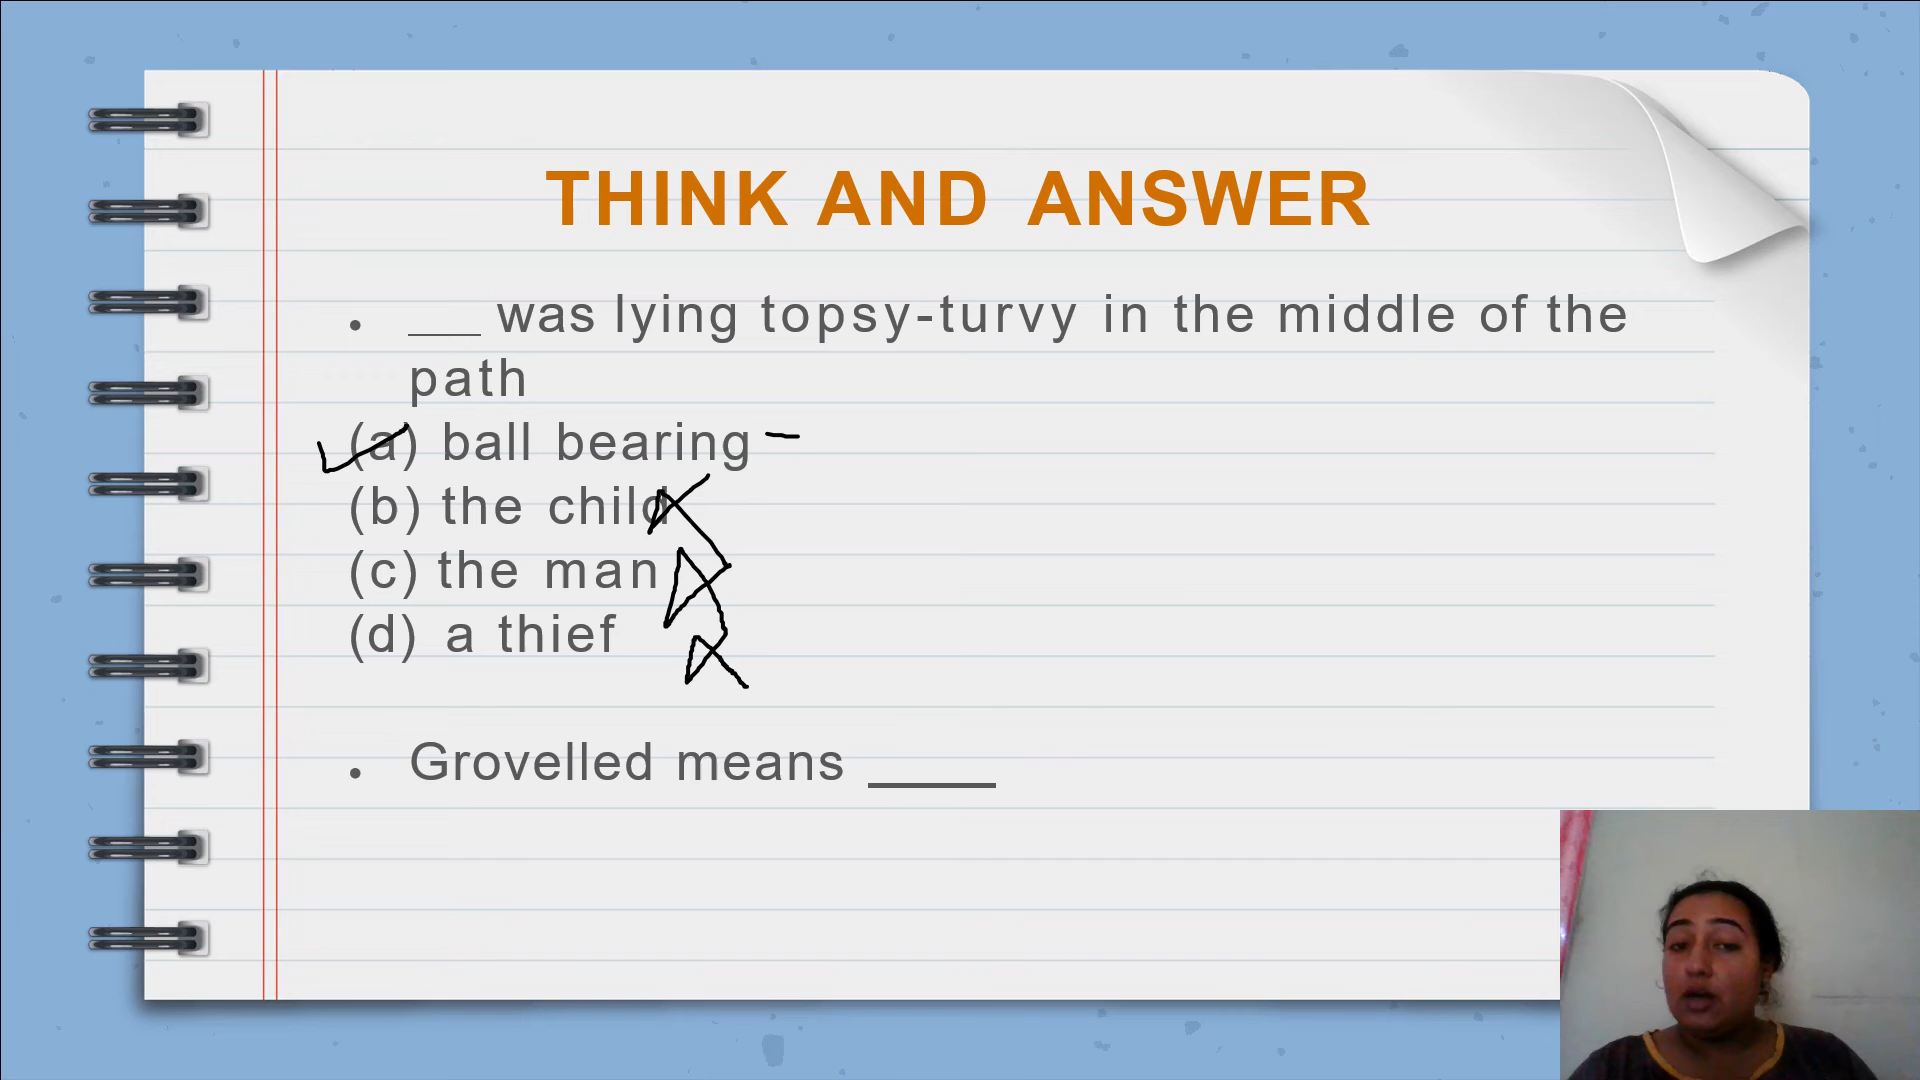 THINK AND ANSWER
• ___ was lying topsy-turvy in the middle of the
path
(a) ball bearing
(b) the child
(c) the man
(d) a thief
• Grovelled means _____